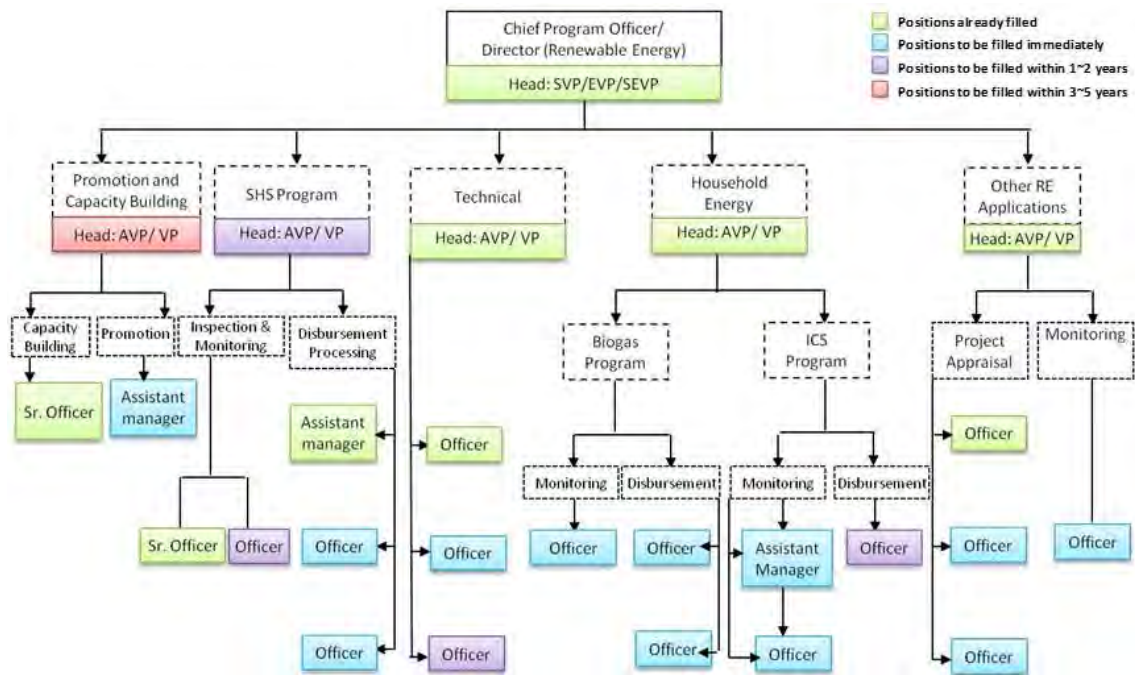 Chief Program Officer/
Director (Renewable Energy)
Head: SVP/EVP/SEVP
Positions already filled
Positions to be filled immediately
Positions to be filled within 1~2 years
Positions to be filled within 3~5 years
Promotion and
Capacity Building
Head: AVP/ VP
SHS Program
Head: AVP/ VP
Technical
Head: AVP/ VP
Household
Energy
Head: AVP/ VP
Other RE
Applications
Head: AVP/ VP
Capacity
Building
Promotion
Inspection &
Monitoring
Disbursement
Processing
Biogas
Program
ICS
Program
Project
Appraisal
Monitoring
Sr. Officer
Assistant
manager
Assistant
manager
Officer
Officer
Monitoring
Disbursement
Monitoring
Disbursement
Sr. Officer
Officer
Officer
Officer
Officer
Officer
Assistant
Manager
Officer
Officer
Officer
Officer
Officer
Officer
Officer
Officer